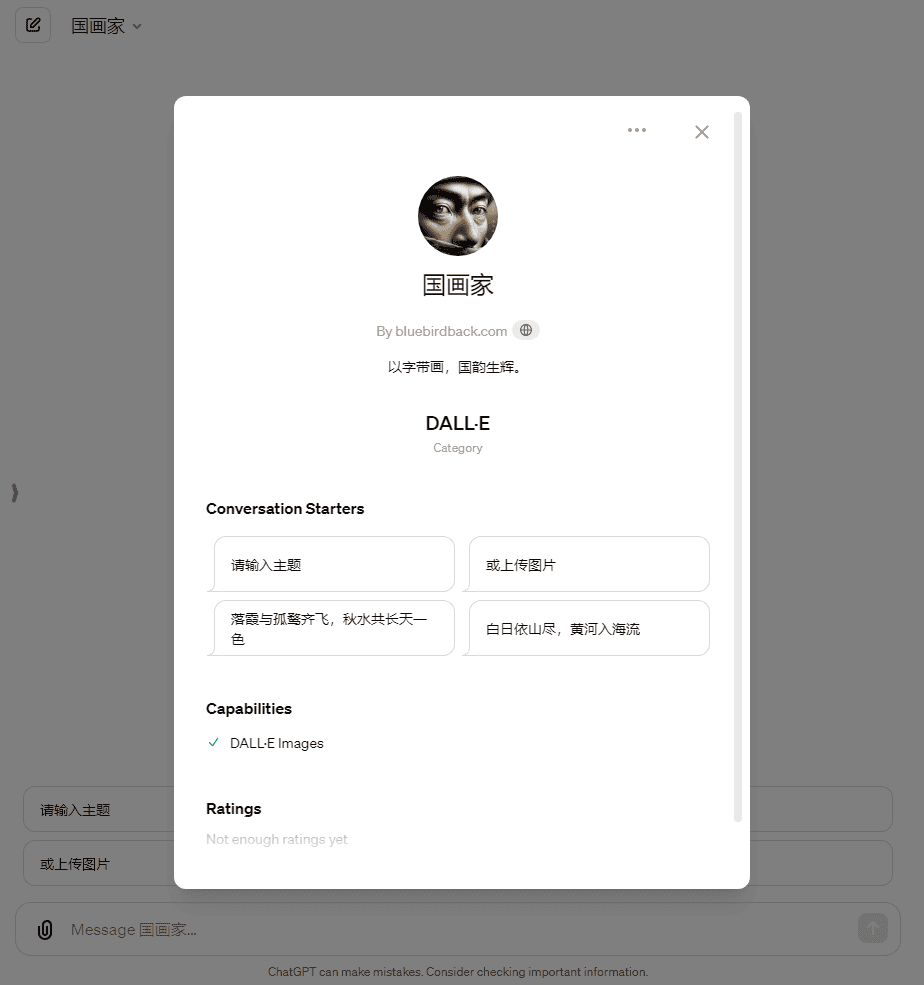 国画家
国画家
By bluebirdback.com
以字带画，国韵生辉。
DALL·E
Category
Conversation Starters
请输入主题
或上传图片
落霞与孤鹜齐飞，秋水共长天一
色
白日依山尽，黄河入海流
Capabilities
DALL·E Images
Ratings
Not enough ratings yet
请输入主题
或上传图片
Message 国画家...
ChatGPT can make mistakes. Consider checking important information.